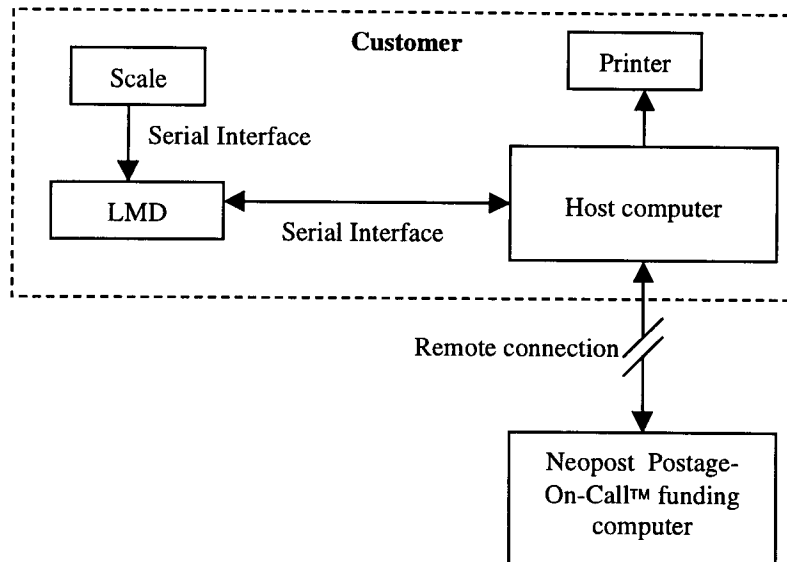 Customer
Scale
Printer
Serial Interface
LMD
Host computer
Serial Interface
Remote connection
Neopost Postage-
On-Call™ funding
computer